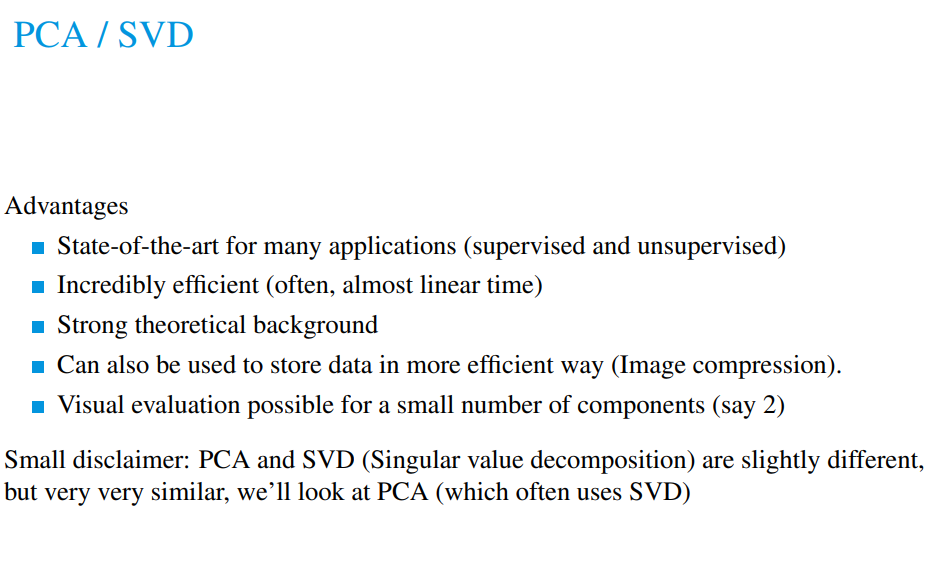 PCA / SVD
Advantages
State-of-the-art for many applications (supervised and unsupervised)
Incredibly efficient (often, almost linear time)
Strong theoretical background
Can also be used to store data in more efficient way (Image compression).
Visual evaluation possible for a small number of components (say 2)
Small disclaimer: PCA and SVD (Singular value decomposition) are slightly different,
but very very similar, we’ll look at PCA (which often uses SVD)